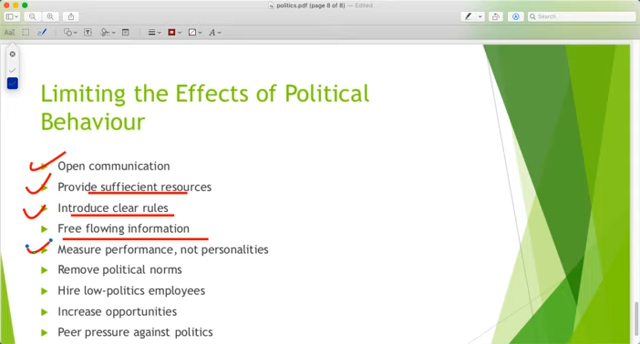 politics.pdf (page 8 of 8) — Edited
Search
Limiting the Effects of Political
Behaviour
Open communication
Provide suffiecient resources
Introduce clear rules
Free flowing information
Measure performance, not personalities
Remove political norms
Hire low-politics employees
Increase opportunities
Peer pressure against politics